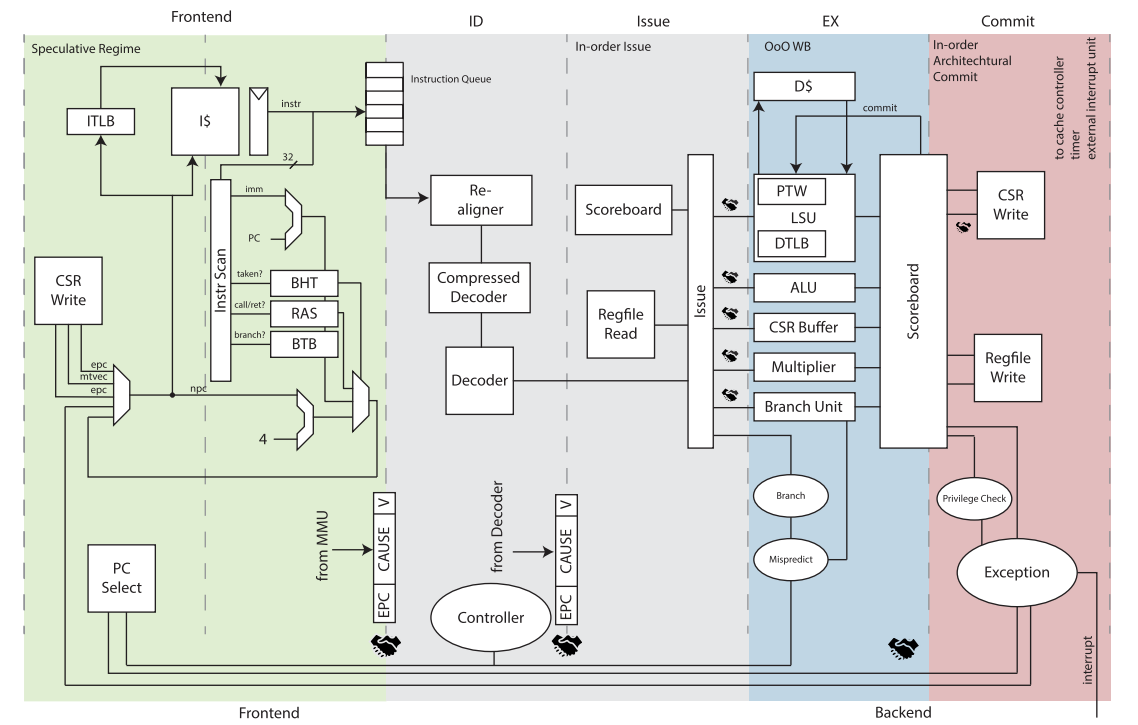 Frontend
ID
Issue
EX
Commit
Speculative Regime
In-order Issue
OoO WB
In-order
Architechtural
Commit
to cache controller
timer
external interrupt unit
Instruction Queue
ITLB
I$
instr
32
D$
commit
Instr Scan
imm
PC
Re-
aligner
Scoreboard
PTW
LSU
DTLB
CSR
Write
CSR
Write
taken?
BHT
call/ret?
RAS
branch?
BTB
Compressed
Decoder
Regfile
Read
Issue
ALU
CSR Buffer
Multiplier
Branch Unit
Scoreboard
Regfile
Write
epc
mtvec
epc
npc
4
Decoder
from MMU
V
CAUSE
EPC
from Decoder
V
CAUSE
EPC
Branch
Mispredict
Privilege Check
Exception
PC
Select
Controller
interrupt
Frontend
Backend